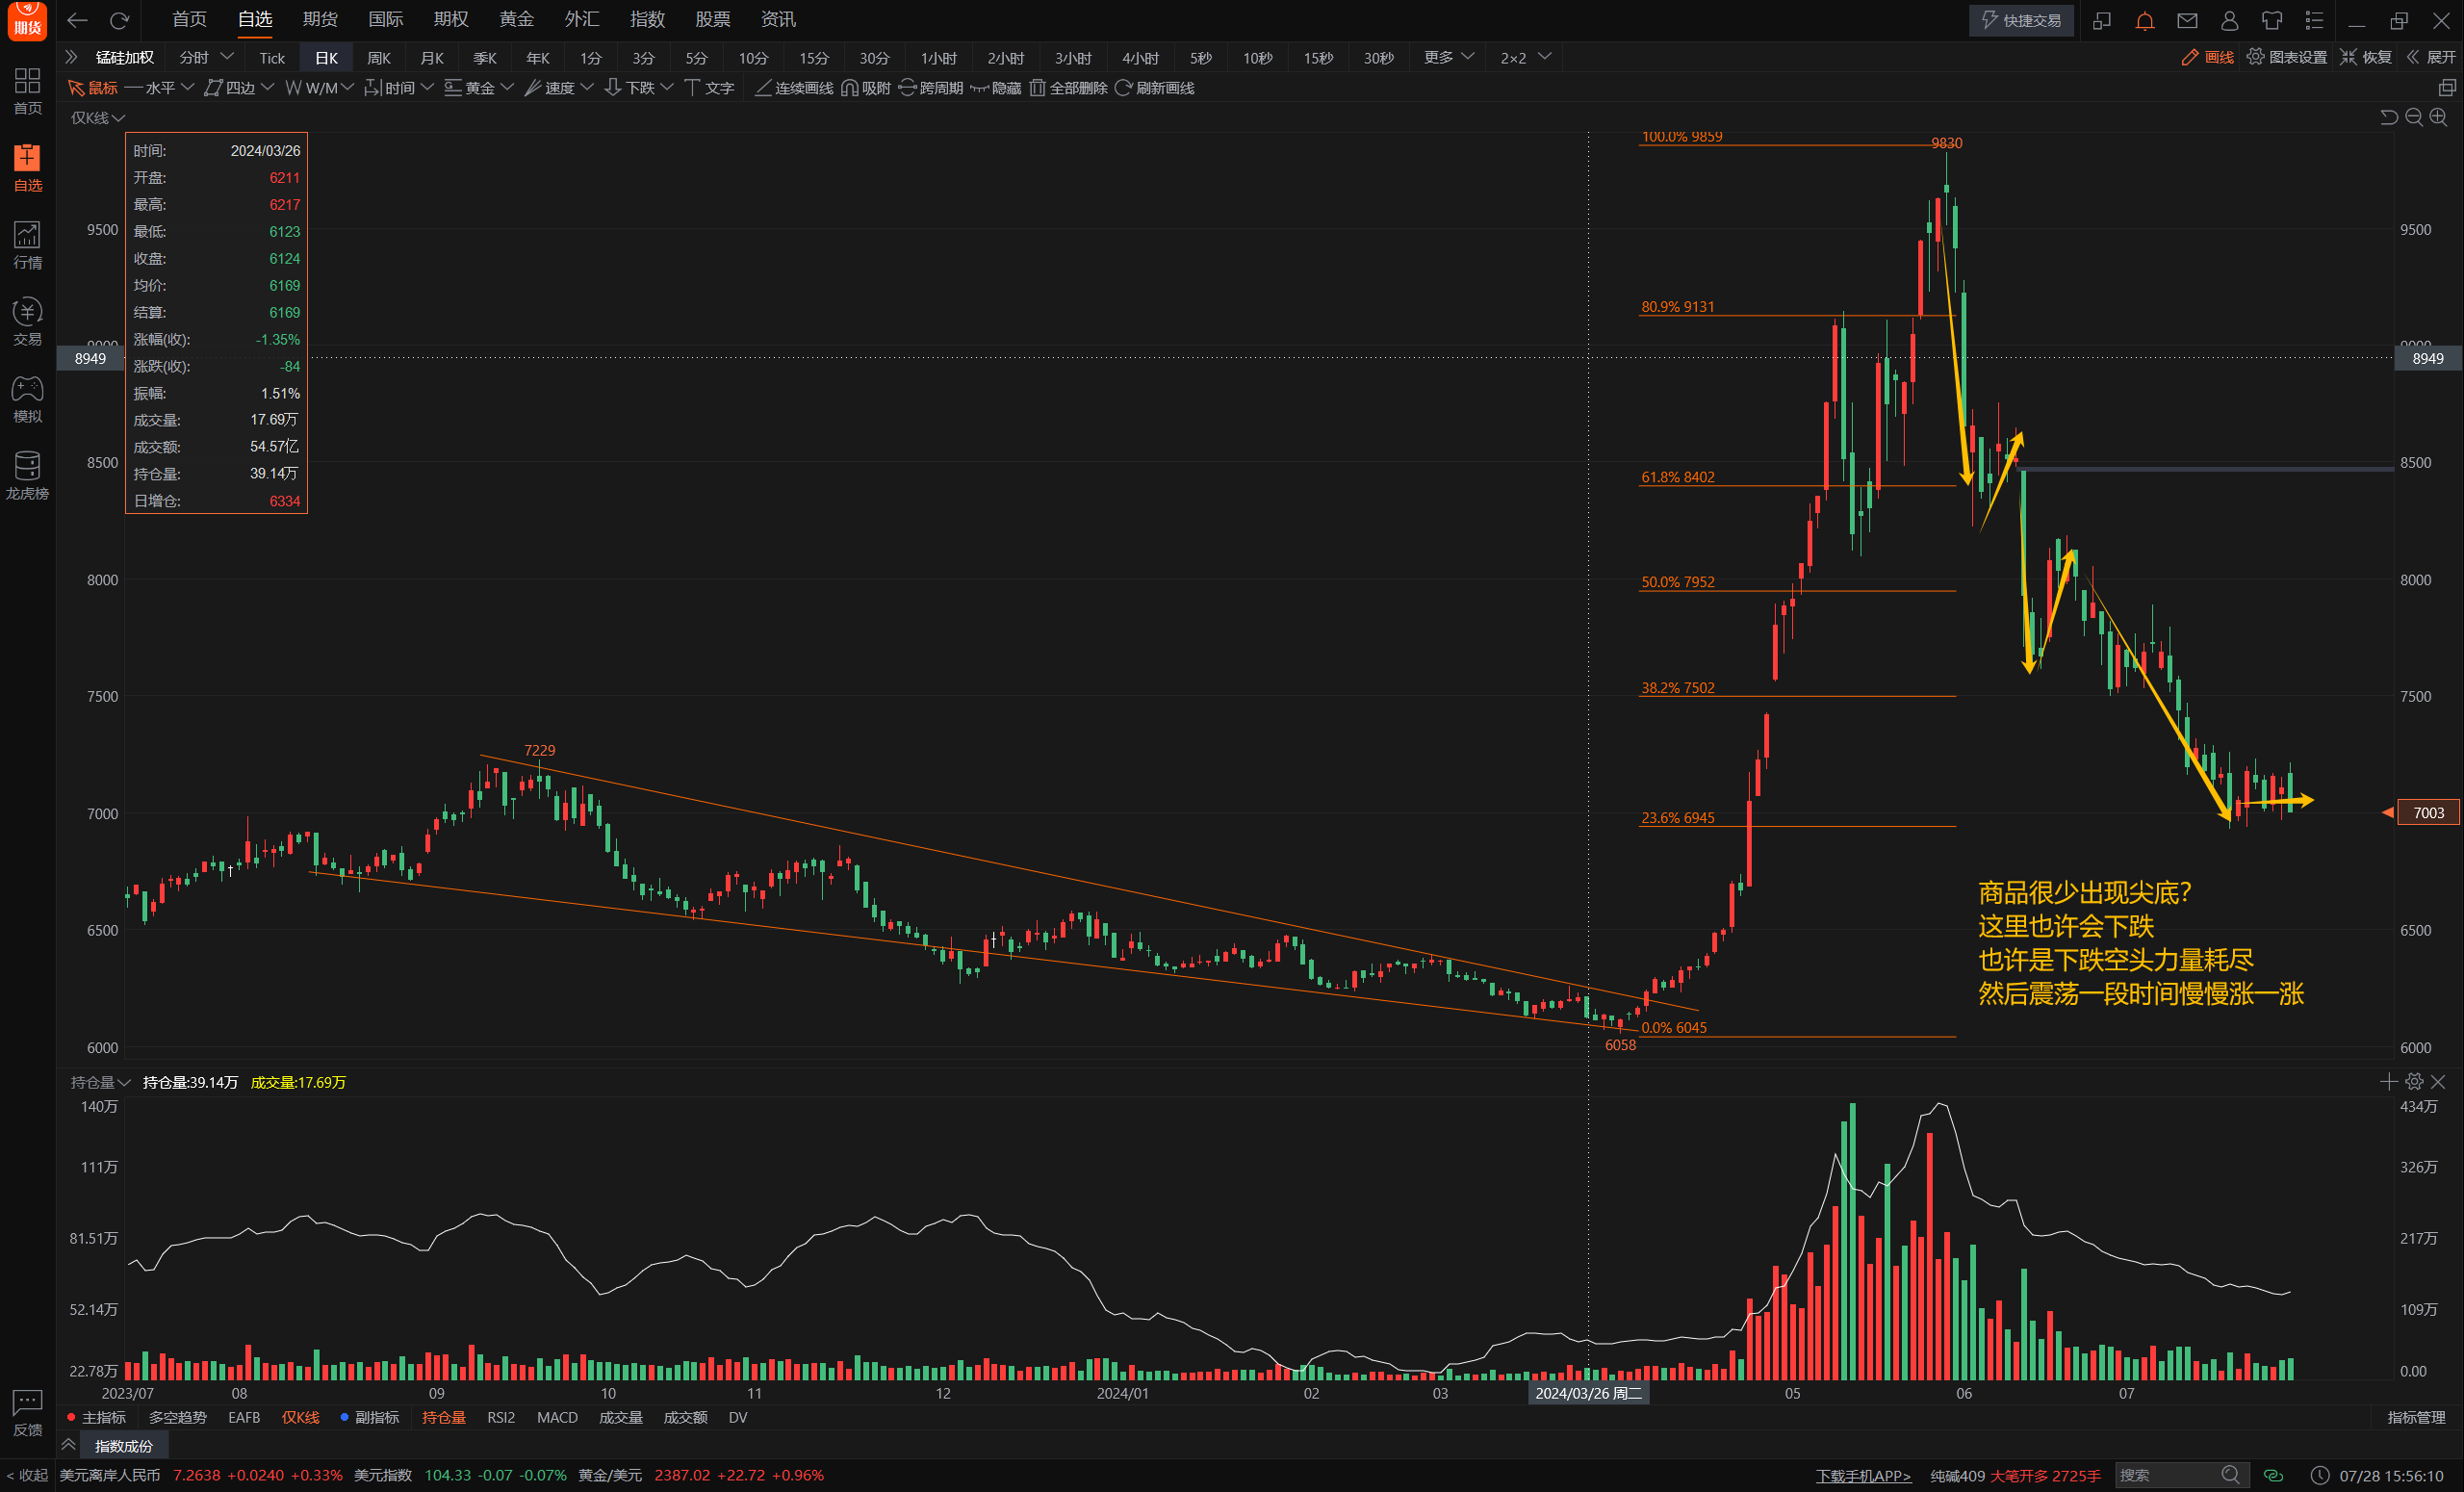 期货
首页 自选 期货 国际 期权 黄金 外汇 指数 股票 资讯 快捷交易
锰硅加权 分时 Tick 日K 周K 月K 季K 年K 1分 3分 5分 10分 15分 30分 1小时 2小时 3小时 4小时 5秒 10秒 15秒 30秒 更多 2×2 画线 图表设置 恢复 展开
鼠标 水平 四边 W/M 时间 黄金 速度 下跌 文字 连续画线 吸附 跨周期 隐藏 全部删除 刷新画线
首页
自选
行情
交易
模拟
龙虎榜
反馈
< 收起
仅K线
时间: 2024/03/26
开盘: 6211
最高: 6217
最低: 6123
收盘: 6124
均价: 6169
结算: 6169
涨幅(收): -1.35%
涨跌(收): -84
振幅: 1.51%
成交量: 17.69万
成交额: 54.57亿
持仓量: 39.14万
日增仓: 6334
9500
9000
8949
8500
8000
7500
7000
6500
6000
100.0% 9859
9830
80.9% 9131
61.8% 8402
50.0% 7952
38.2% 7502
23.6% 6945
0.0% 6045
7229
6058
9500
9000
8949
8500
8000
7500
7003
6500
6000
商品很少出现尖底？
这里也许会下跌
也许是下跌空头力量耗尽
然后震荡一段时间慢慢涨一涨
持仓量 持仓量:39.14万 成交量:17.69万
140万
111万
81.51万
52.14万
22.78万
434万
326万
217万
109万
0.00
2023/07 08 09 10 11 12 2024/01 02 03 2024/03/26 周二 05 06 07
主指标 多空趋势 EAFB 仅K线 副指标 持仓量 RSI2 MACD 成交量 成交额 DV 指标管理
指数成份
美元离岸人民币 7.2638 +0.0240 +0.33% 美元指数 104.33 -0.07 -0.07% 黄金/美元 2387.02 +22.72 +0.96% 下载手机APP> 纯碱409 大笔开多 2725手 搜索 07/28 15:56:10